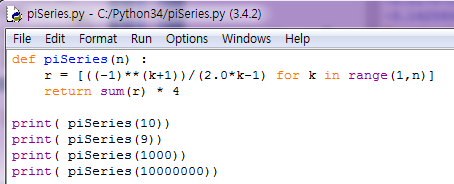 piSeries.py - C:/Python34/piSeries.py (3.4.2)
File Edit Format Run Options Windows Help
def piSeries(n) :
    r = [((-1)**(k+1))/(2.0*k-1) for k in range(1,n)]
    return sum(r) * 4
print( piSeries(10))
print( piSeries(9))
print( piSeries(1000))
print( piSeries(10000000))